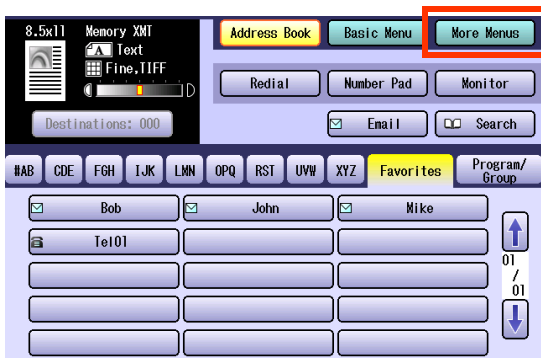 8.5x11 Memory XMT
A Text
Fine,TIFF
D
Destinations: 000
Address Book Basic Menu More Menus
Redial Number Pad Monitor
Email Search
#AB CDE FGH IJK LMN OPQ RST UVW XYZ Favorites Program/
Group
Bob John Mike
Tel01
01
/
01